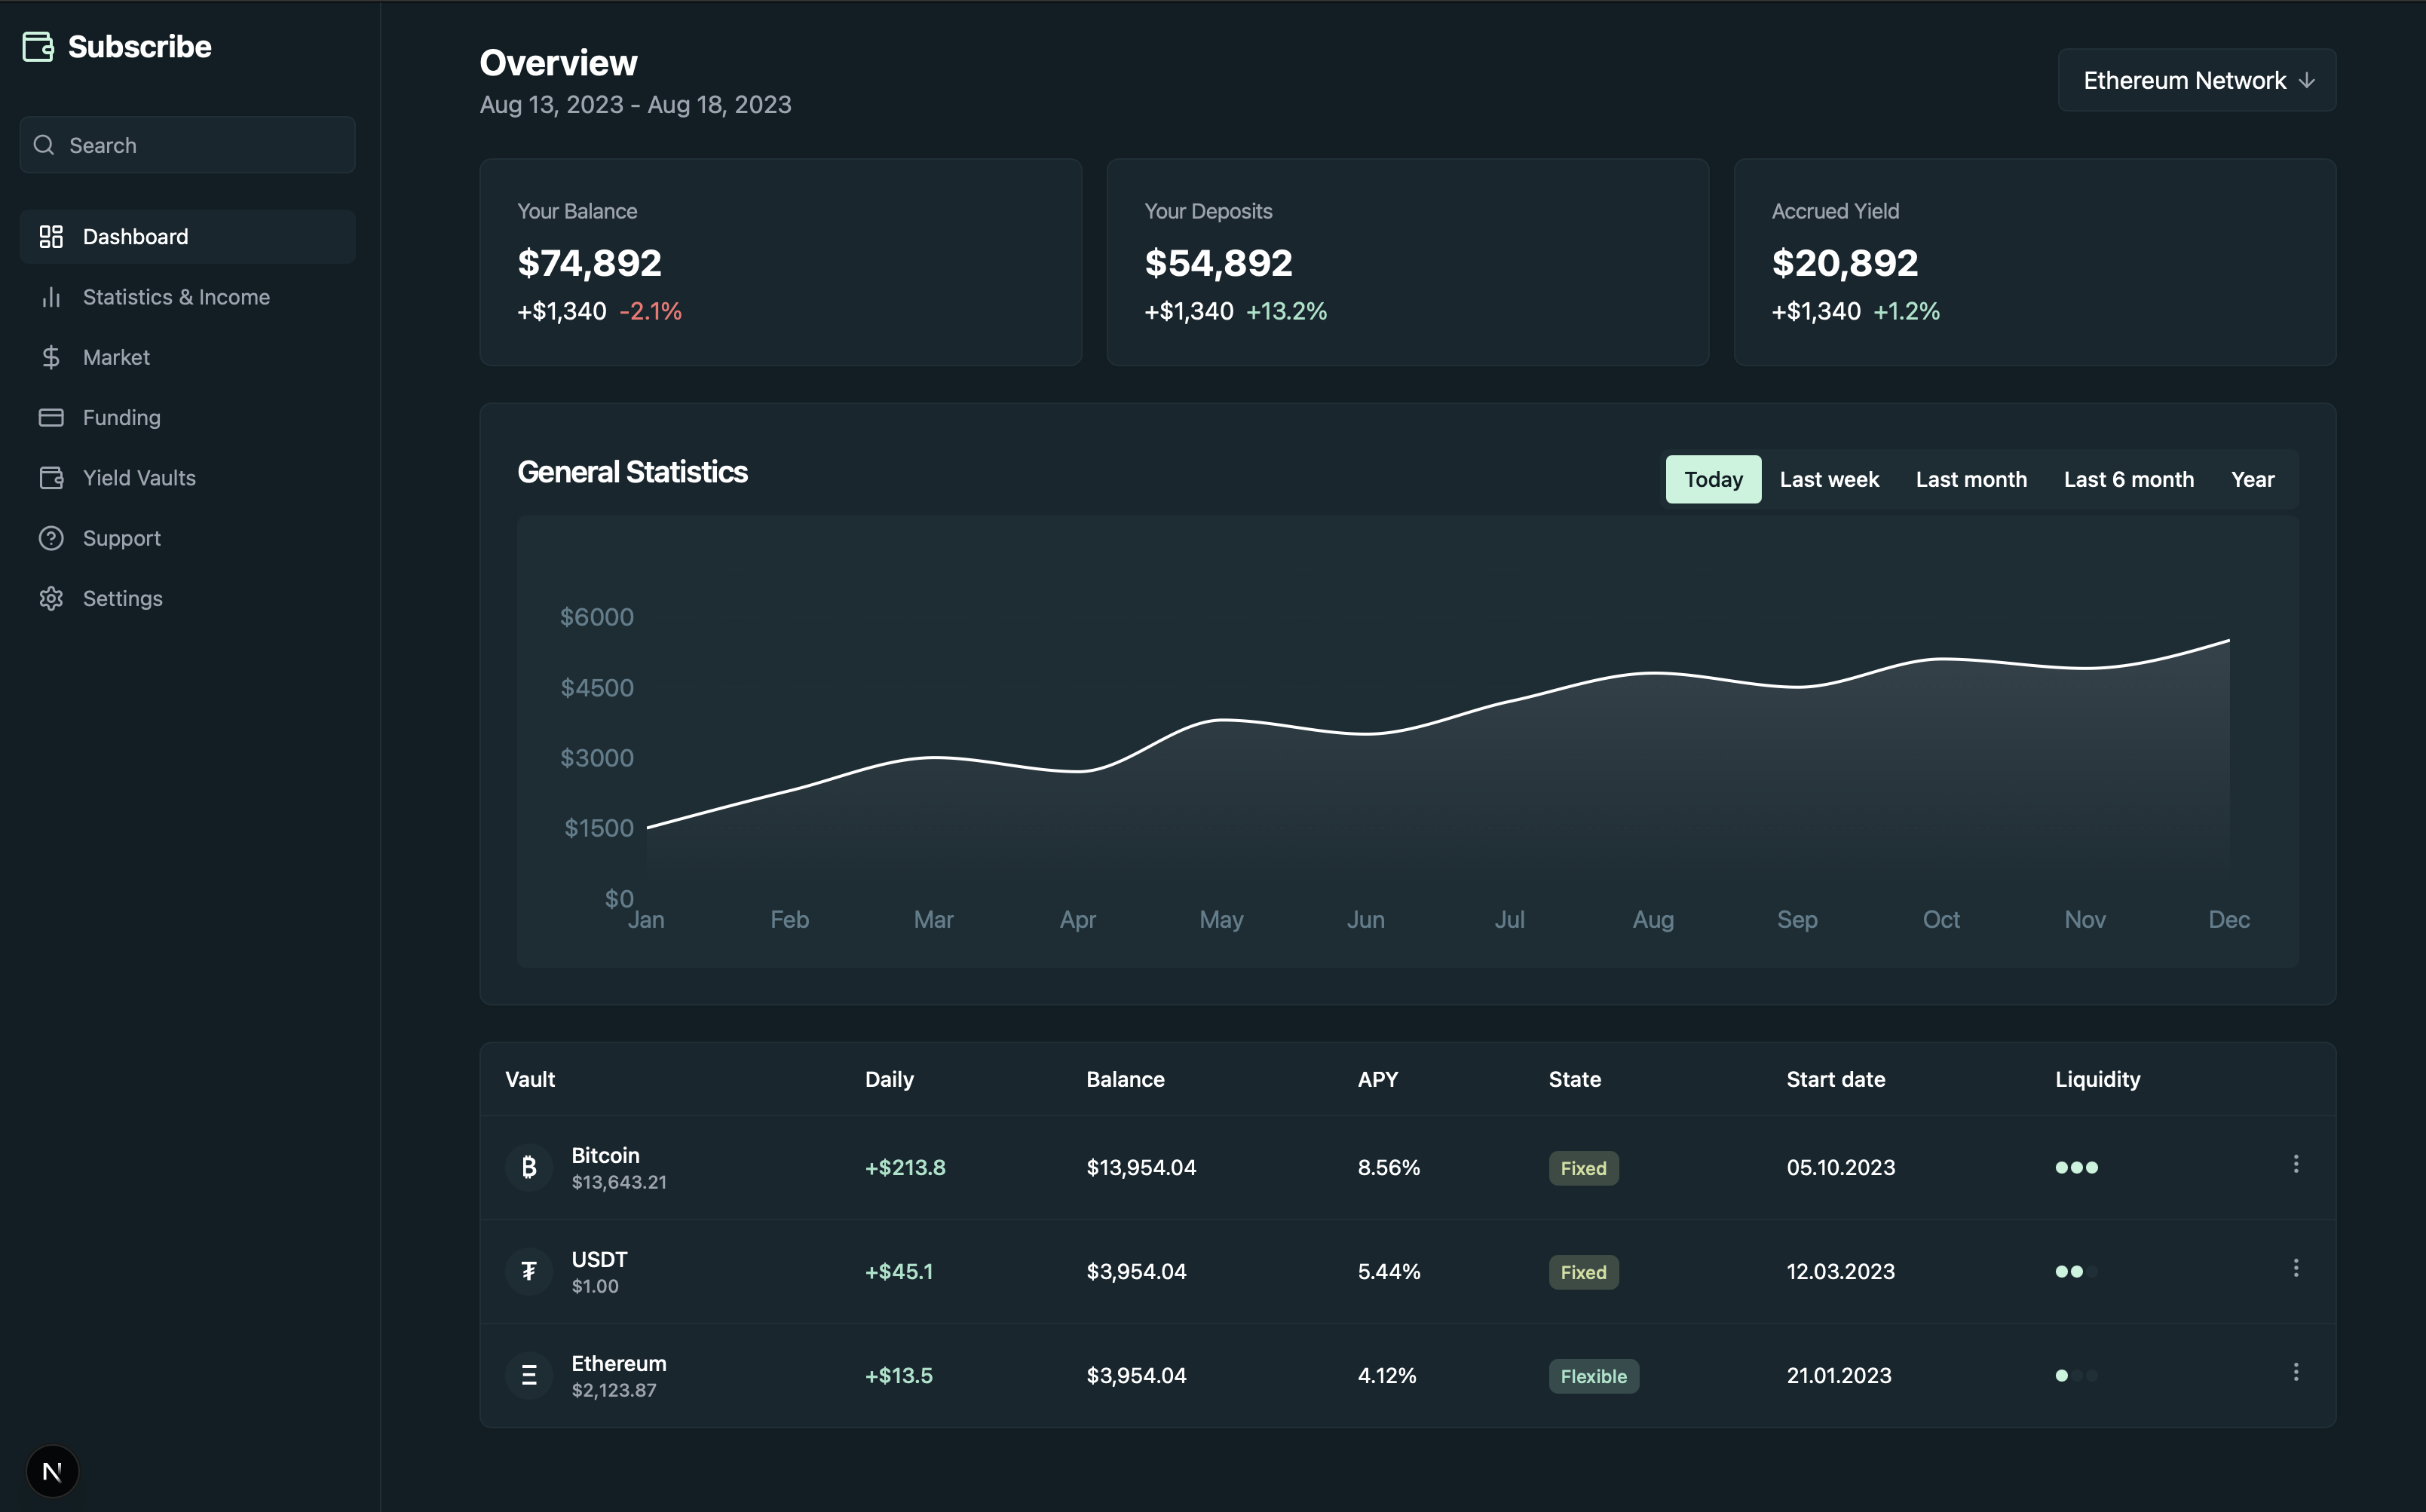 Subscribe
Search
Dashboard
Statistics & Income
Market
Funding
Yield Vaults
Support
Settings
N
Overview
Aug 13, 2023 - Aug 18, 2023
Ethereum Network
Your Balance
$74,892
+$1,340 -2.1%
Your Deposits
$54,892
+$1,340 +13.2%
Accrued Yield
$20,892
+$1,340 +1.2%
General Statistics
Today Last week Last month Last 6 month Year
$6000
$4500
$3000
$1500
$0
Jan Feb Mar Apr May Jun Jul Aug Sep Oct Nov Dec
Vault Daily Balance APY State Start date Liquidity
₿ Bitcoin +$213.8 $13,954.04 8.56% Fixed 05.10.2023
$13,643.21
₮ USDT +$45.1 $3,954.04 5.44% Fixed 12.03.2023
$1.00
Ξ Ethereum +$13.5 $3,954.04 4.12% Flexible 21.01.2023
$2,123.87